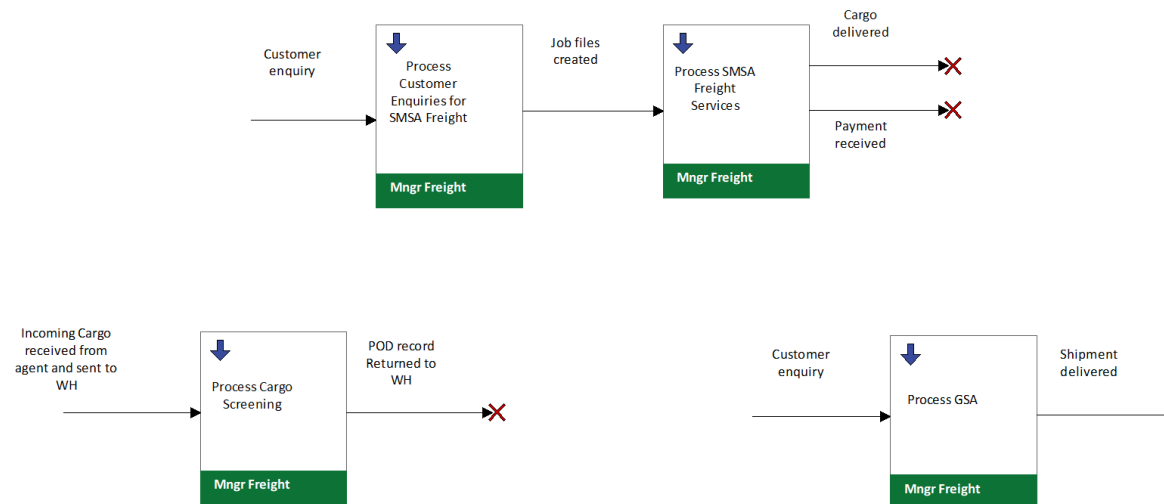 Customer
enquiry
Process
Customer
Enquiries for
SMSA Freight
Mngr Freight
Job files
created
Process SMSA
Freight
Services
Mngr Freight
Cargo
delivered
Payment
received
Incoming Cargo
received from
agent and sent to
WH
Process Cargo
Screening
Mngr Freight
POD record
Returned to
WH
Customer
enquiry
Process GSA
Mngr Freight
Shipment
delivered